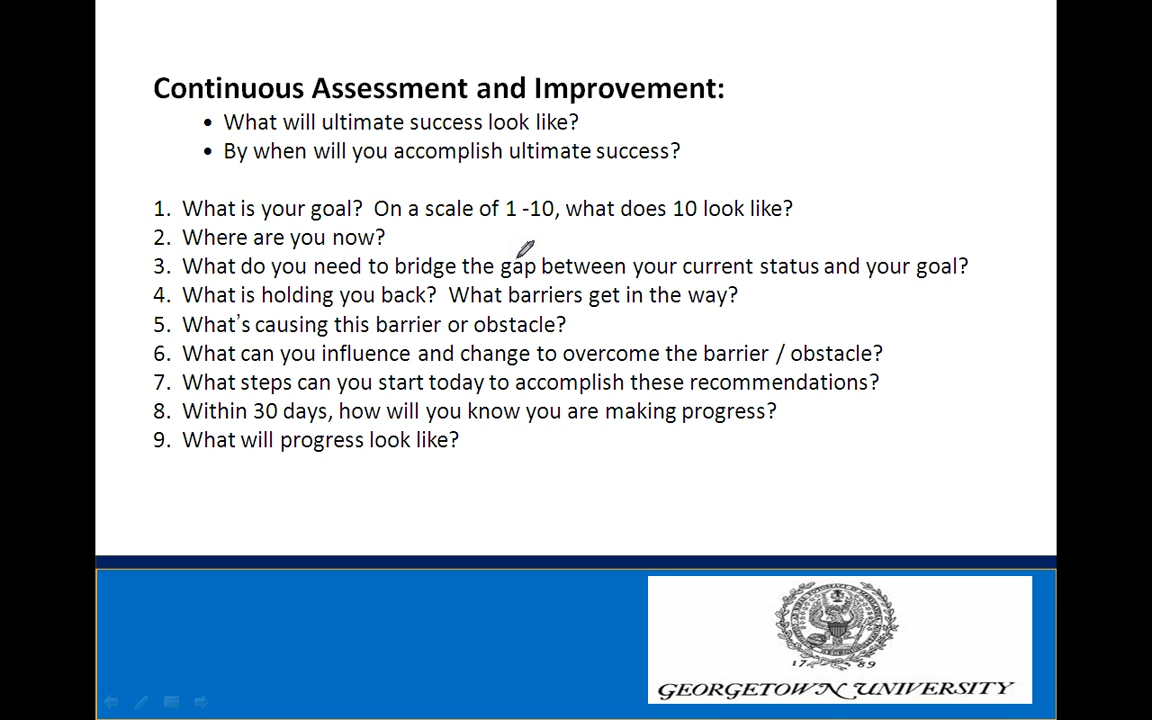 Continuous Assessment and Improvement:
• What will ultimate success look like?
• By when will you accomplish ultimate success?
1. What is your goal?  On a scale of 1 -10, what does 10 look like?
2. Where are you now?
3. What do you need to bridge the gap between your current status and your goal?
4. What is holding you back?  What barriers get in the way?
5. What’s causing this barrier or obstacle?
6. What can you influence and change to overcome the barrier / obstacle?
7. What steps can you start today to accomplish these recommendations?
8. Within 30 days, how will you know you are making progress?
9. What will progress look like?
17 89
GEORGETOWN UNIVERSITY